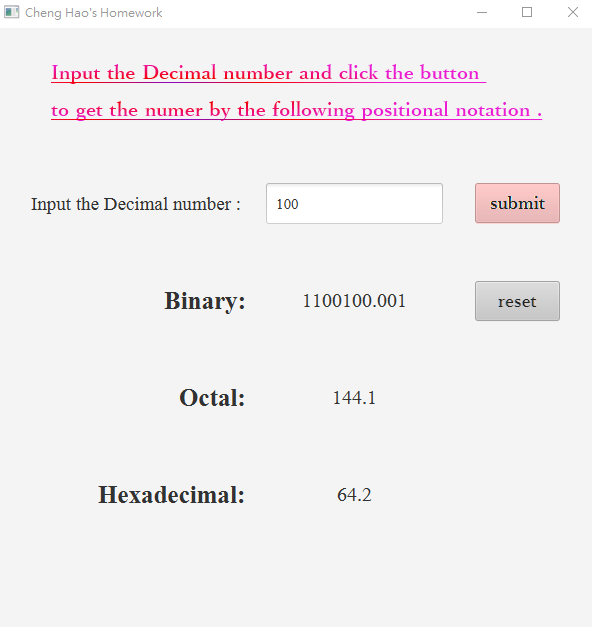 Cheng Hao's Homework
Input the Decimal number and click the button
to get the numer by the following positional notation .
Input the Decimal number : 100 submit
Binary: 1100100.001 reset
Octal: 144.1
Hexadecimal: 64.2